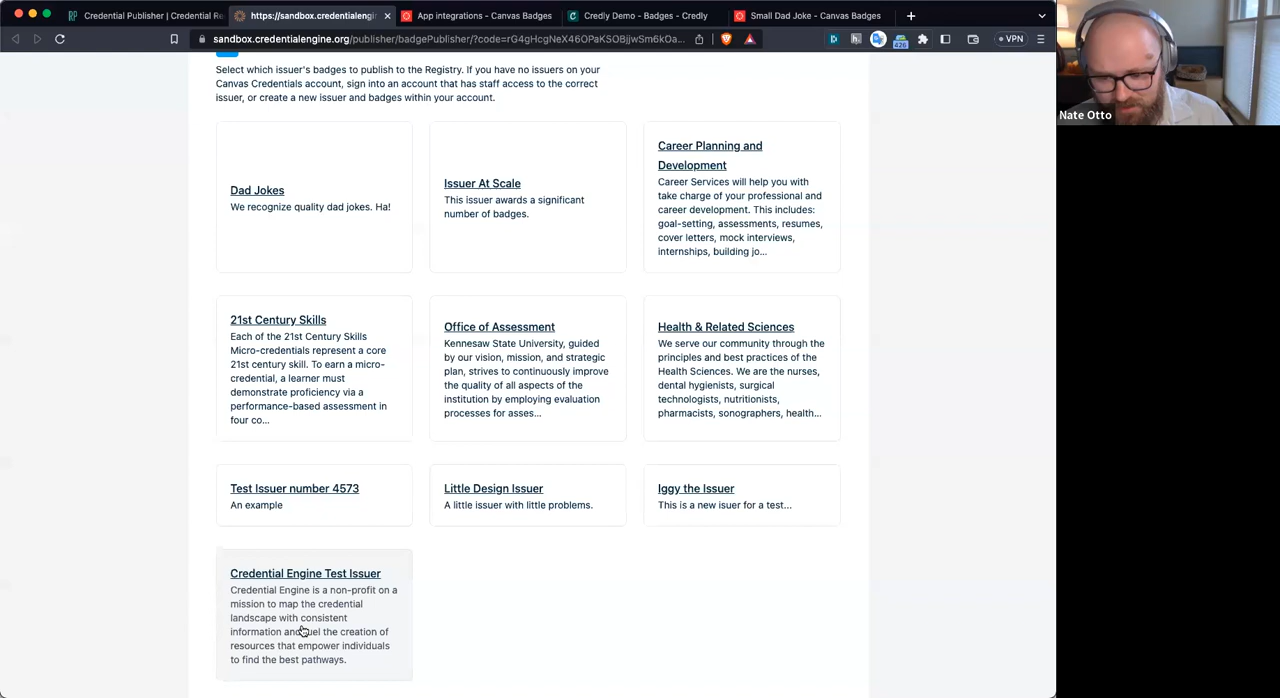 Credential Publisher | Credential Re
https://sandbox.credentialengi
App integrations - Canvas Badges
Credly Demo - Badges - Credly
Small Dad Joke - Canvas Badges
sandbox.credentialengine.org/publisher/badgePublisher/?code=rG4gHcgNeX46OPaKSOBjjwSm6kOa...
426
VPN
Nate Otto
Select which issuer's badges to publish to the Registry. If you have no issuers on your
Canvas Credentials account, sign into an account that has staff access to the correct
issuer, or create a new issuer and badges within your account.
Dad Jokes
We recognize quality dad jokes. Ha!
Issuer At Scale
This issuer awards a significant
number of badges.
Career Planning and
Development
Career Services will help you with
take charge of your professional and
career development. This includes:
goal-setting, assessments, resumes,
cover letters, mock interviews,
internships, building jo...
21st Century Skills
Each of the 21st Century Skills
Micro-credentials represent a core
21st century skill. To earn a micro-
credential, a learner must
demonstrate proficiency via a
performance-based assessment in
four co...
Office of Assessment
Kennesaw State University, guided
by our vision, mission, and strategic
plan, strives to continuously improve
the quality of all aspects of the
institution by employing evaluation
processes for asses...
Health & Related Sciences
We serve our community through the
principles and best practices of the
Health Sciences. We are the nurses,
dental hygienists, surgical
technologists, nutritionists,
pharmacists, sonographers, health...
Test Issuer number 4573
An example
Little Design Issuer
A little issuer with little problems.
Iggy the Issuer
This is a new isuer for a test...
Credential Engine Test Issuer
Credential Engine is a non-profit on a
mission to map the credential
landscape with consistent
information and fuel the creation of
resources that empower individuals
to find the best pathways.